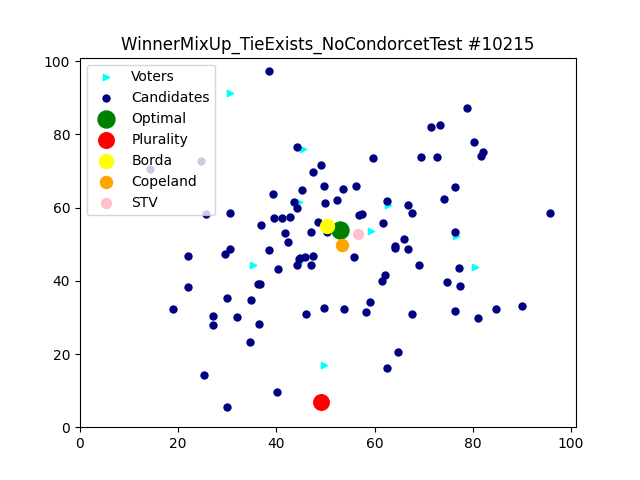 WinnerMixUp_TieExists_NoCondorcetTest #10215
100
80
60
40
20
0
Voters
Candidates
Optimal
Plurality
Borda
Copeland
STV
0 20 40 60 80 100